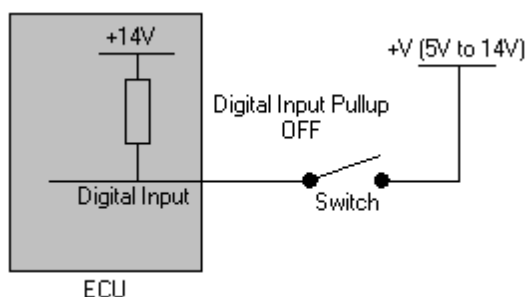 +14V
+V (5V to 14V)
Digital Input Pullup
OFF
Digital Input
Switch
ECU